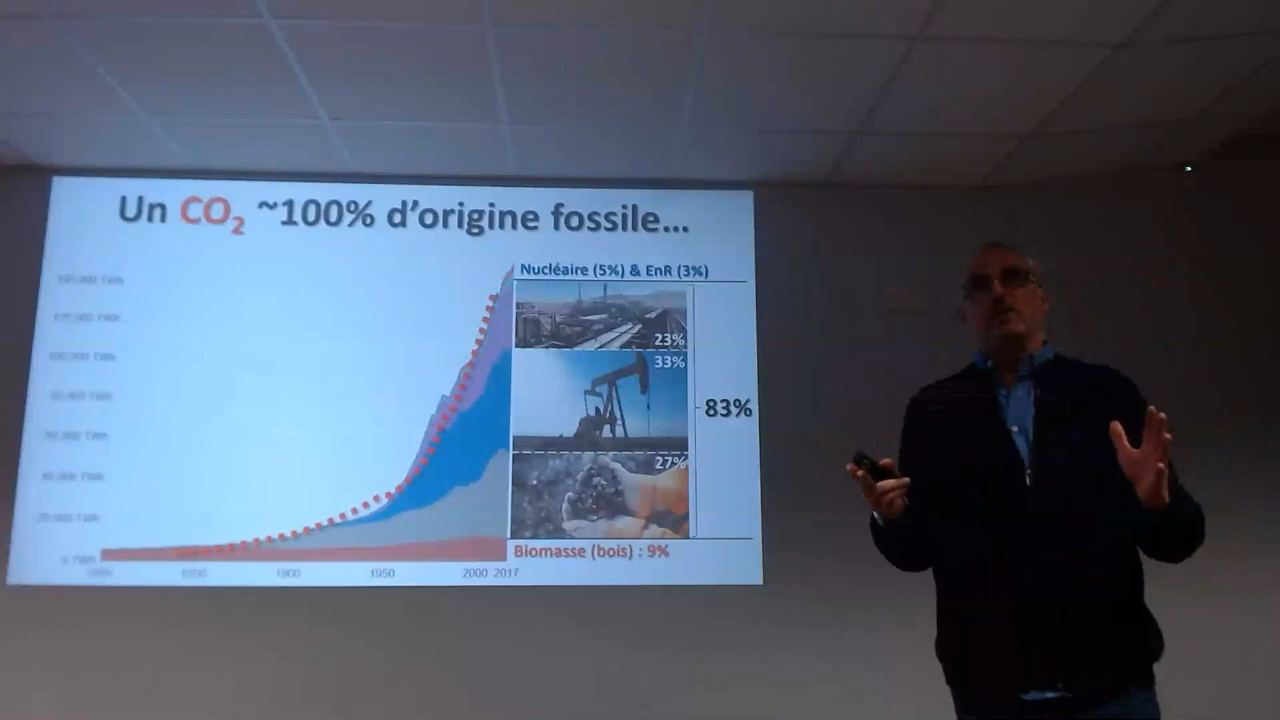 Un CO₂ ~100% d'origine fossile...
Nucléaire (5%) & EnR (3%)
23%
33%
83%
27%
Biomasse (bois) : 9%
1900
1950
2000 2017